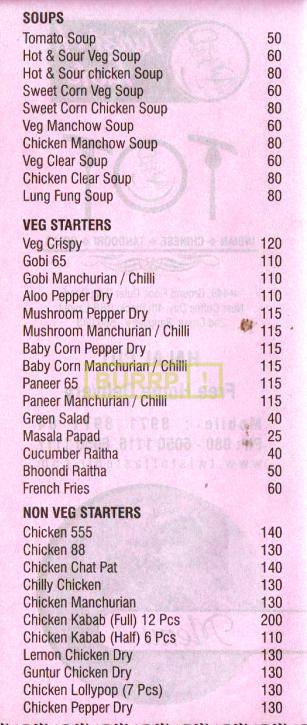 SOUPS
Tomato Soup 50
Hot & Sour Veg Soup 60
Hot & Sour chicken Soup 80
Sweet Corn Veg Soup 60
Sweet Corn Chicken Soup 80
Veg Manchow Soup 60
Chicken Manchow Soup 80
Veg Clear Soup 60
Chicken Clear Soup 80
Lung Fung Soup 80
VEG STARTERS
Veg Crispy 120
Gobi 65 110
Gobi Manchurian / Chilli 110
Aloo Pepper Dry 110
Mushroom Pepper Dry 115
Mushroom Manchurian / Chilli 115
Baby Corn Pepper Dry 115
Baby Corn Manchurian / Chilli 115
Paneer 65 115
Paneer Manchurian / Chilli 115
Green Salad 40
Masala Papad 25
Cucumber Raitha 40
Bhoondi Raitha 50
French Fries 60
BURRP!
NON VEG STARTERS
Chicken 555 140
Chicken 88 130
Chicken Chat Pat 140
Chilly Chicken 130
Chicken Manchurian 130
Chicken Kabab (Full) 12 Pcs 200
Chicken Kabab (Half) 6 Pcs 110
Lemon Chicken Dry 130
Guntur Chicken Dry 130
Chicken Lollypop (7 Pcs) 130
Chicken Pepper Dry 130